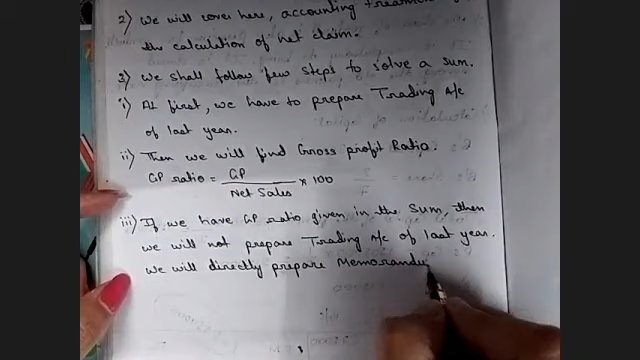 2) We will cover here, accounting treatment
the calculation of net claim.
3) We shall follow few steps to solve a sum.
i) At first, we have to prepare Trading A/c
of last year.
ii) Then we will find Gross profit Ratio.
GP ratio = GP / Net Sales × 100
iii) If we have GP ratio given in the sum, then
we will not prepare Trading A/c of last year.
We will directly prepare Memorandu